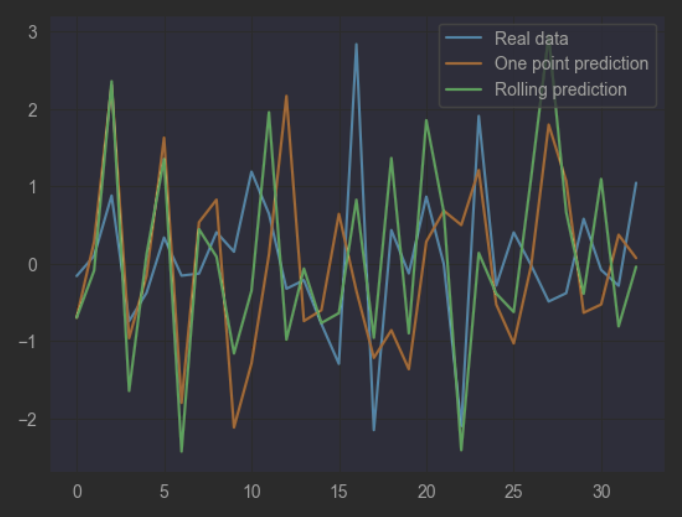 Real data
One point prediction
Rolling prediction
3
2
1
0
−1
−2
0 5 10 15 20 25 30